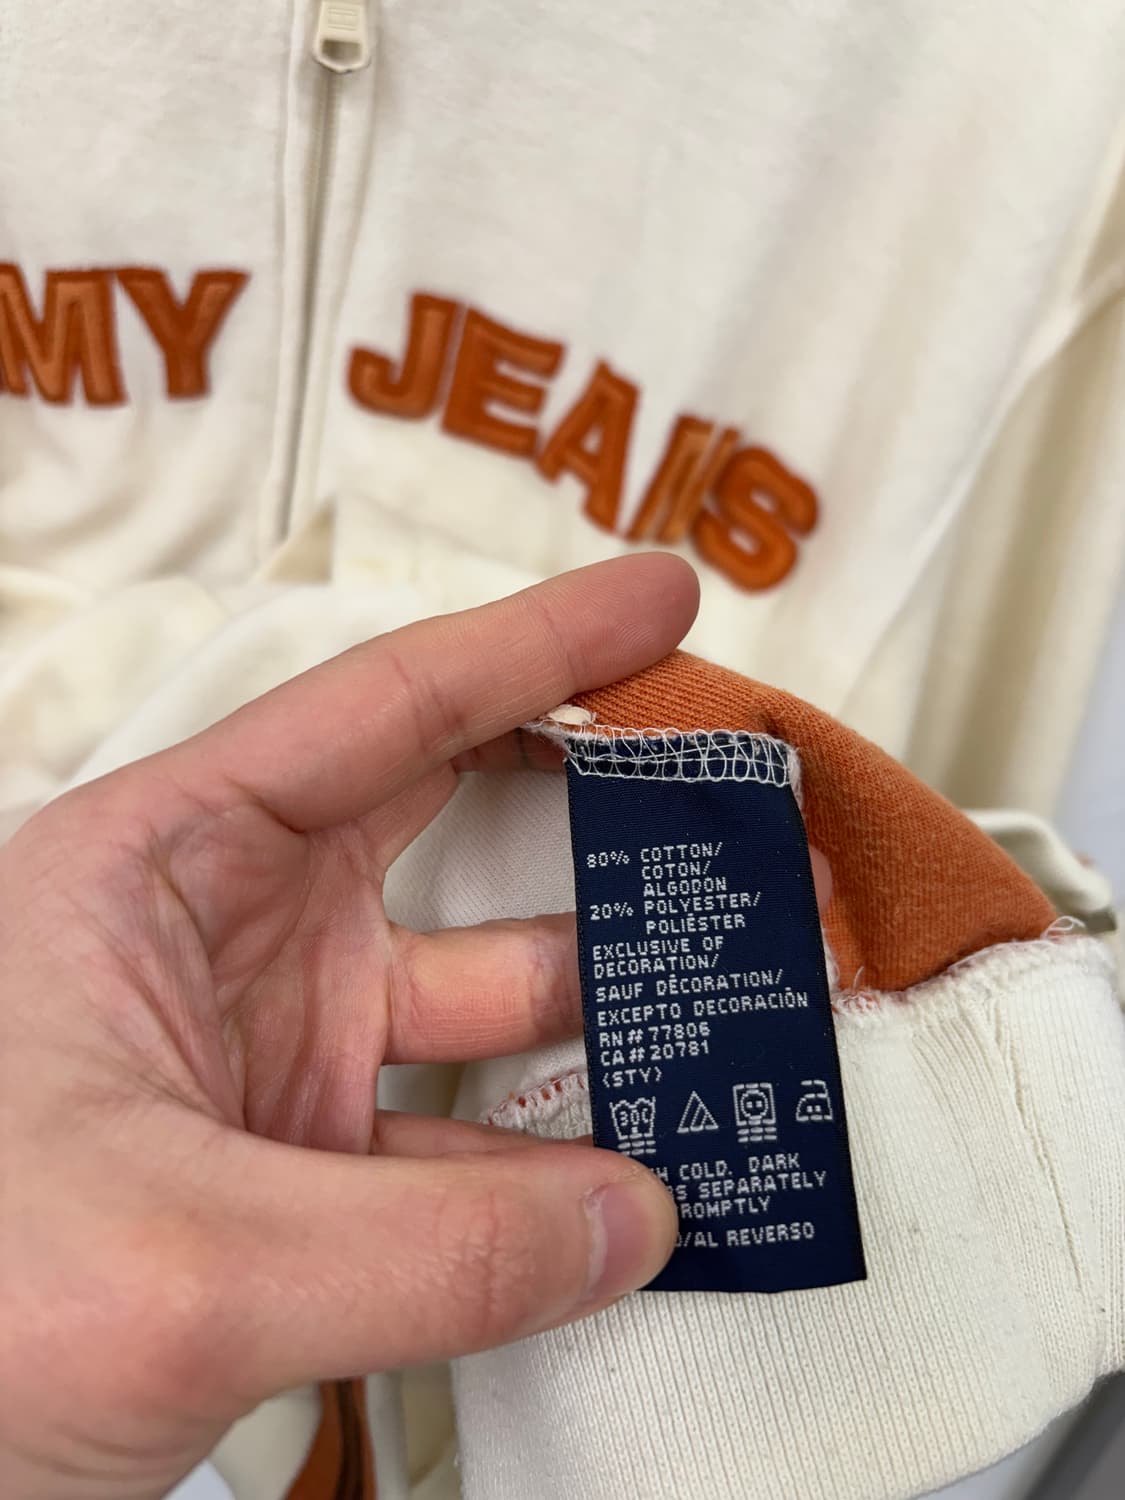 MY JEANS
80% COTTON/
COTON/
ALGODON
20% POLYESTER/
POLIÉSTER
EXCLUSIVE OF
DECORATION/
SAUF DÉCORATION/
EXCEPTO DECORACIÓN
RN#77806
CA#20781
(STY)
30C
COLD. DARK
SEPARATELY
/AL REVERSO